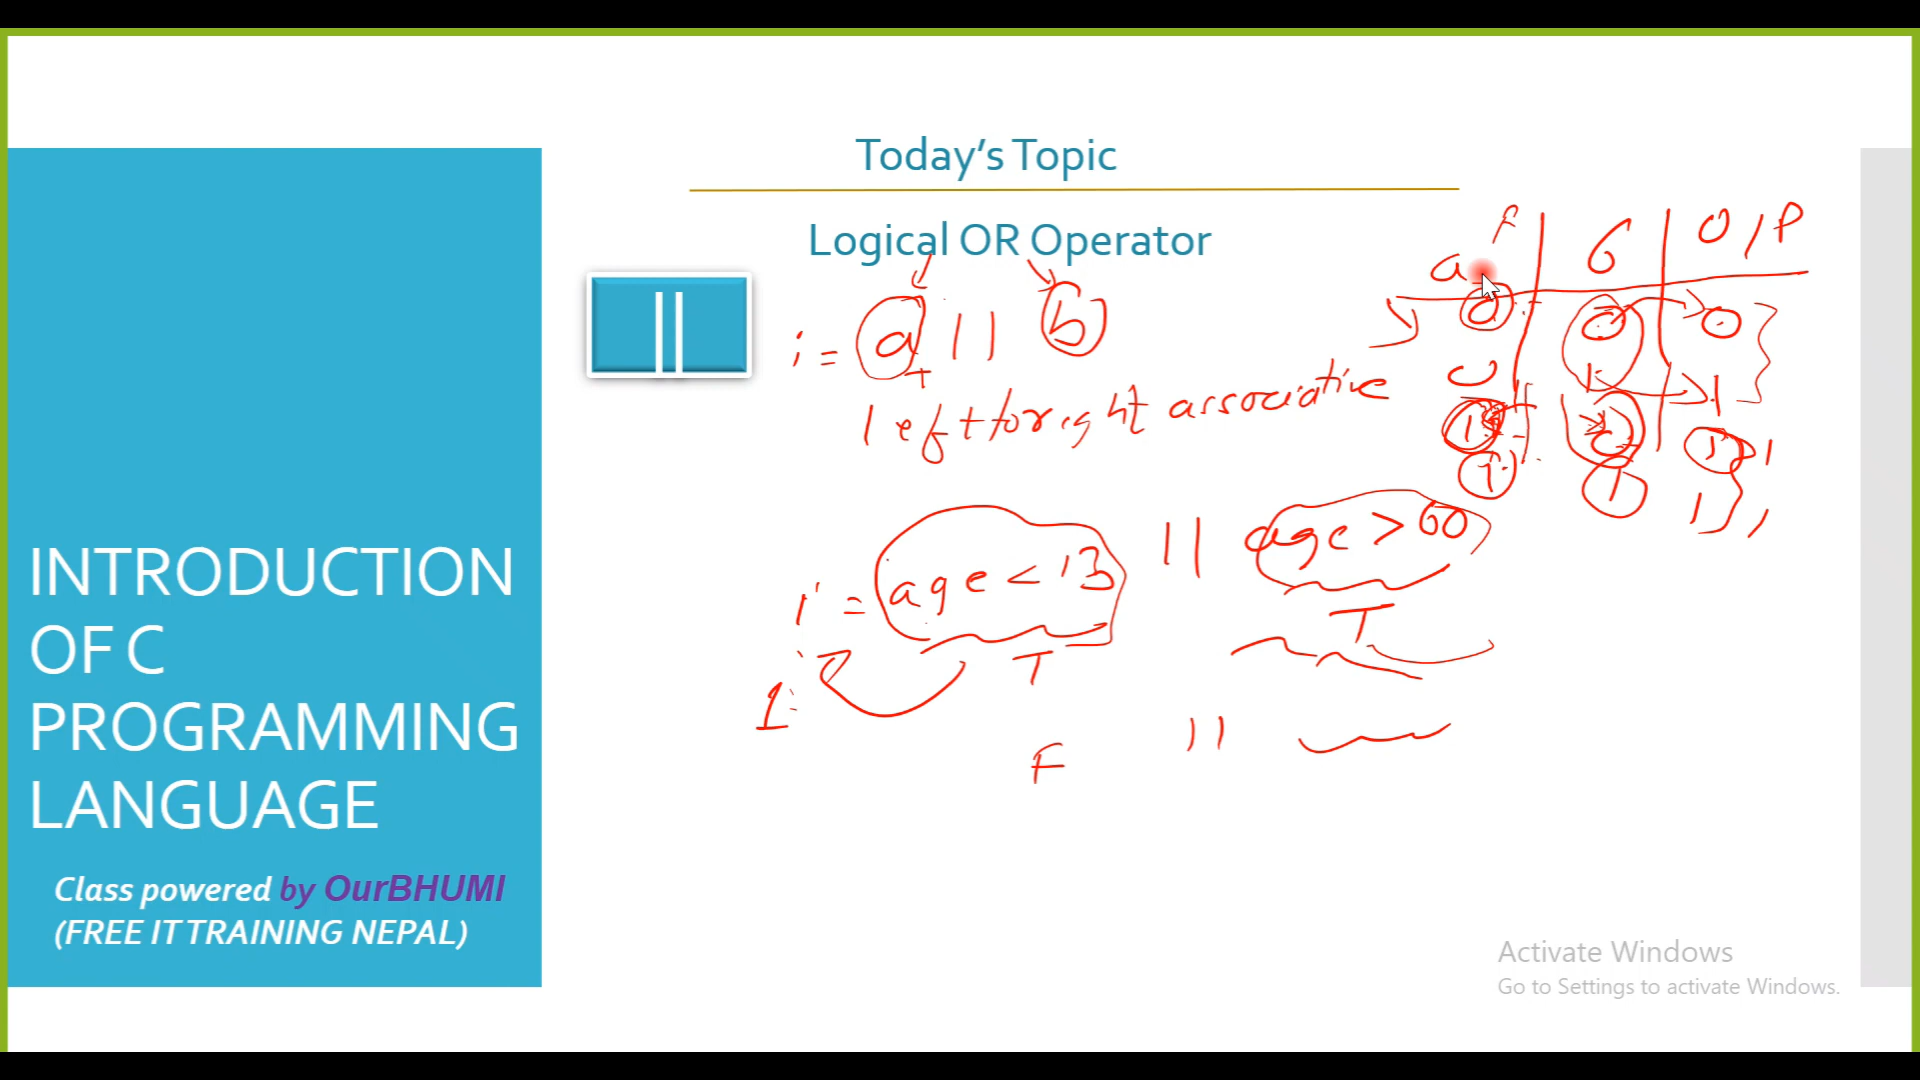 Today's Topic
Logical OR Operator
||
i = a || b
left to right associative
a b O/P
0 0 0
0 1 1
1 0 1
1 1 1
i = age < 13 || age > 60
T T
1
F ||
INTRODUCTION
OF C
PROGRAMMING
LANGUAGE
Class powered by OurBHUMI
(FREE IT TRAINING NEPAL)
Activate Windows
Go to Settings to activate Windows.